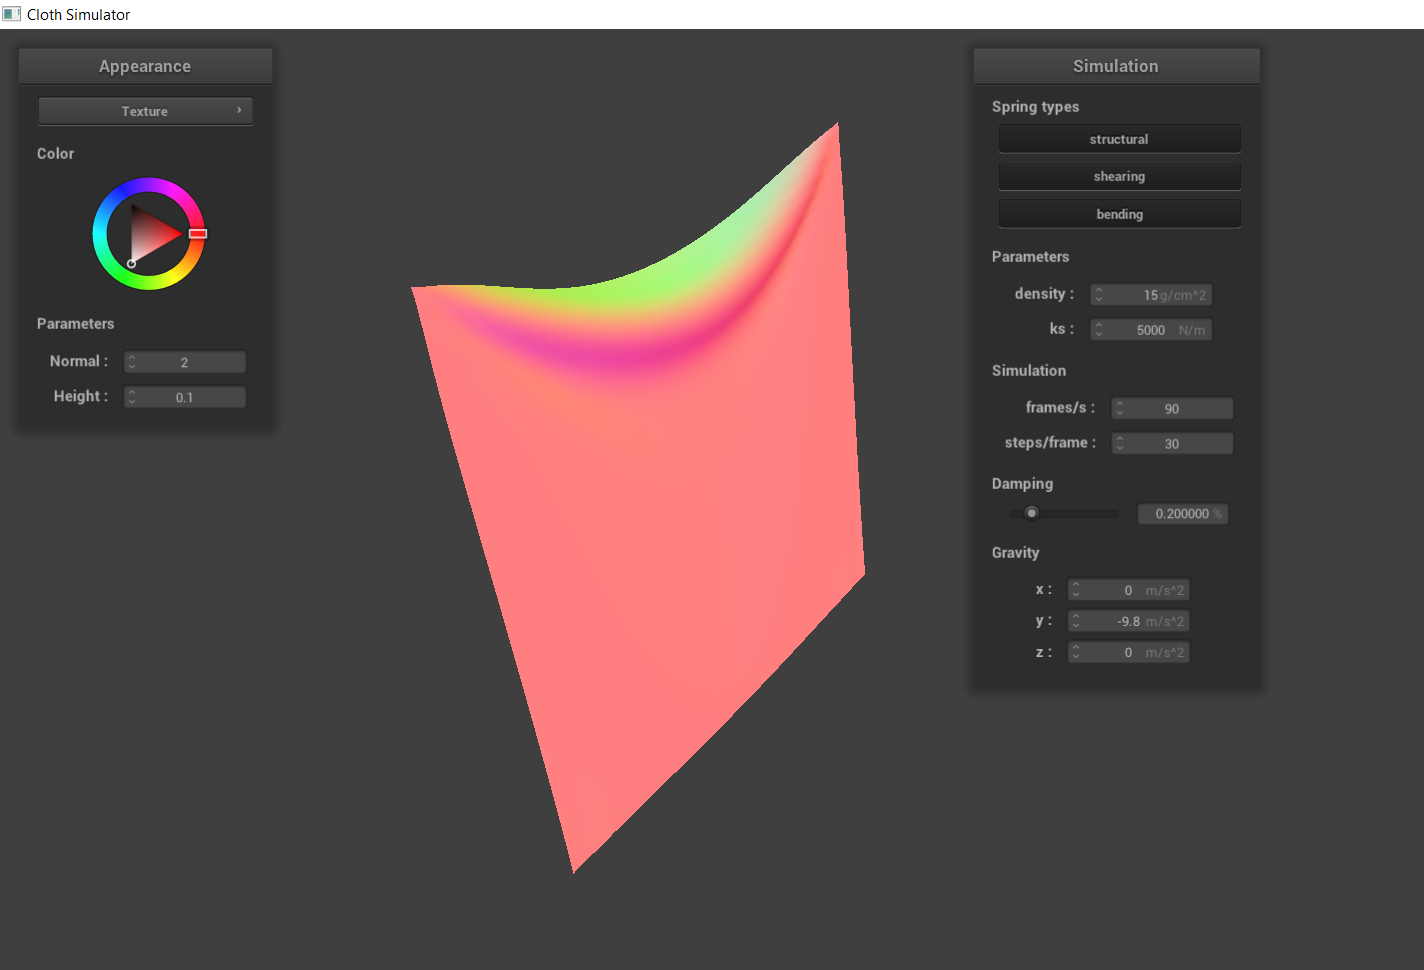 Cloth Simulator
Appearance
Texture
Color
Parameters
Normal : 2
Height : 0.1
Simulation
Spring types
structural
shearing
bending
Parameters
density : 15 g/cm^2
ks : 5000 N/m
Simulation
frames/s : 90
steps/frame : 30
Damping
0.200000 %
Gravity
x : 0 m/s^2
y : -9.8 m/s^2
z : 0 m/s^2